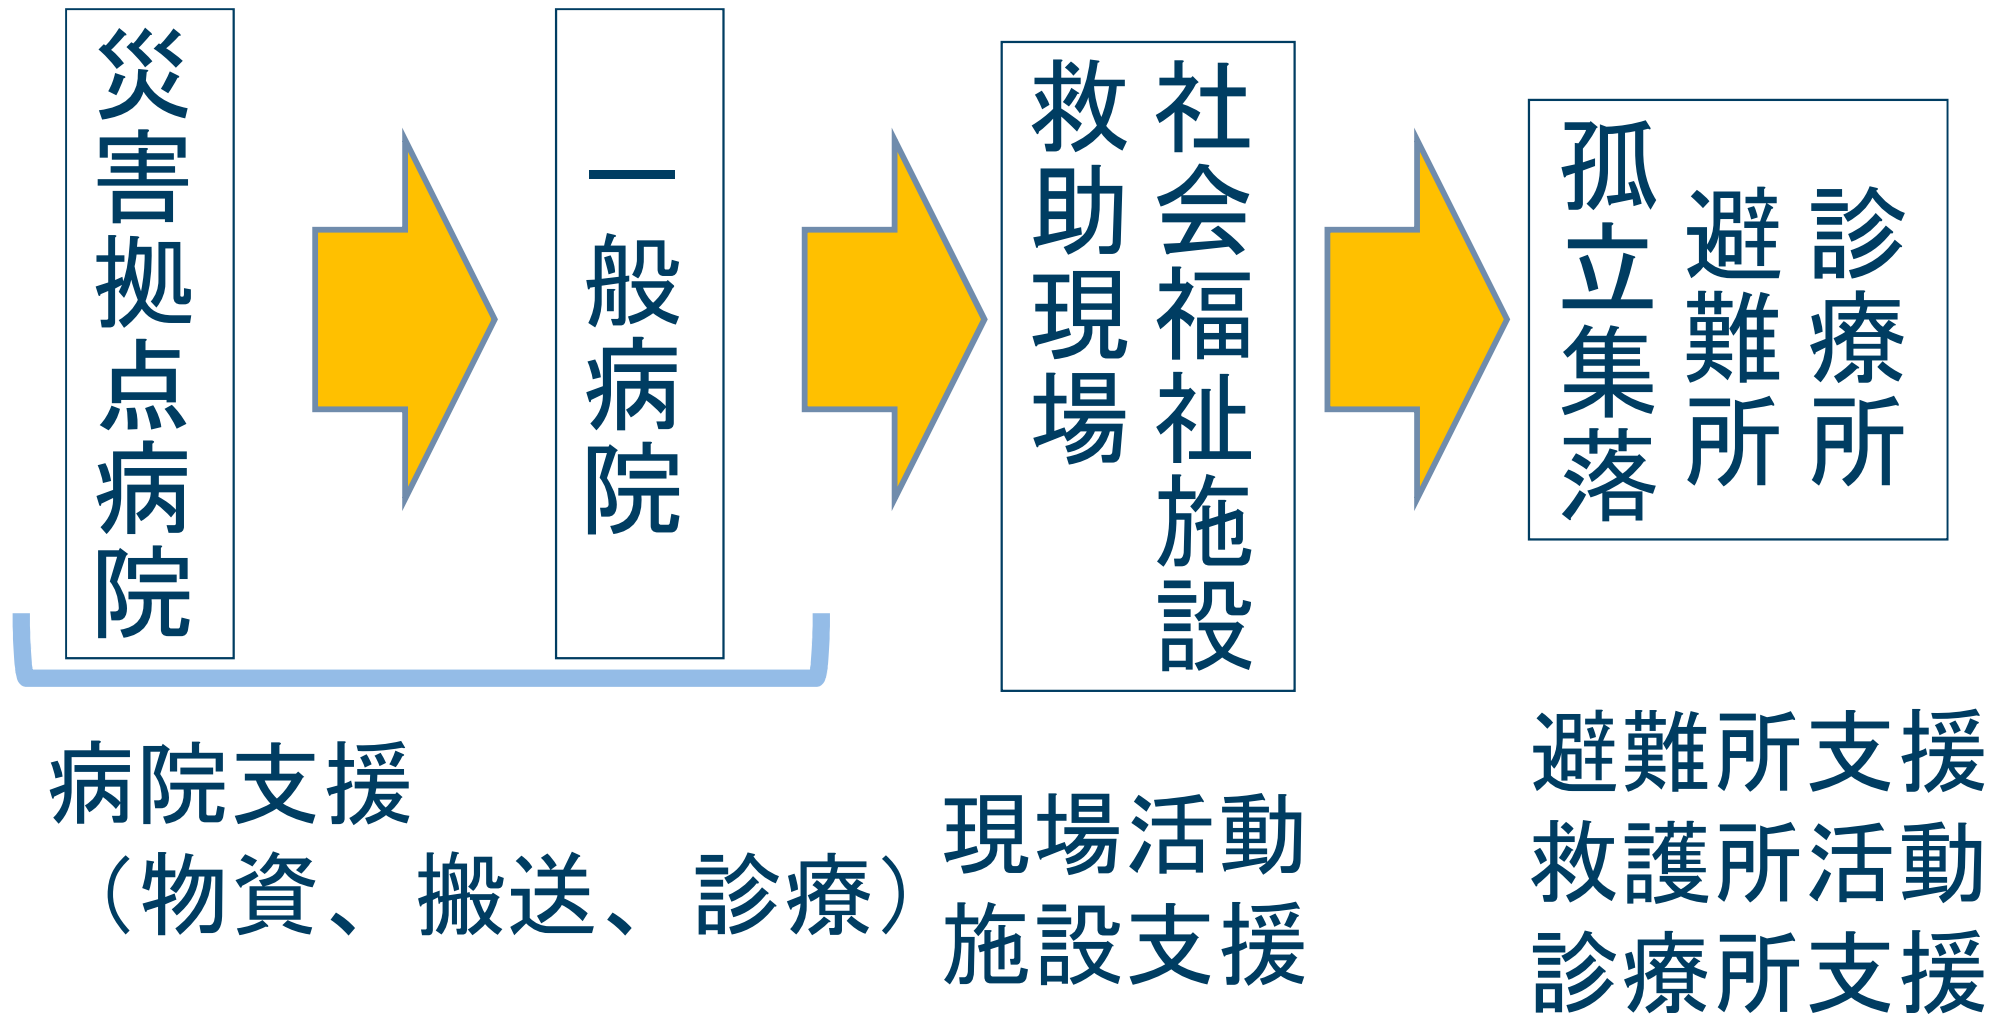 災害拠点病院
一般病院
社会福祉施設
救助現場
診療所
避難所
孤立集落
病院支援
（物資、搬送、診療）
現場活動
施設支援
避難所支援
救護所活動
診療所支援